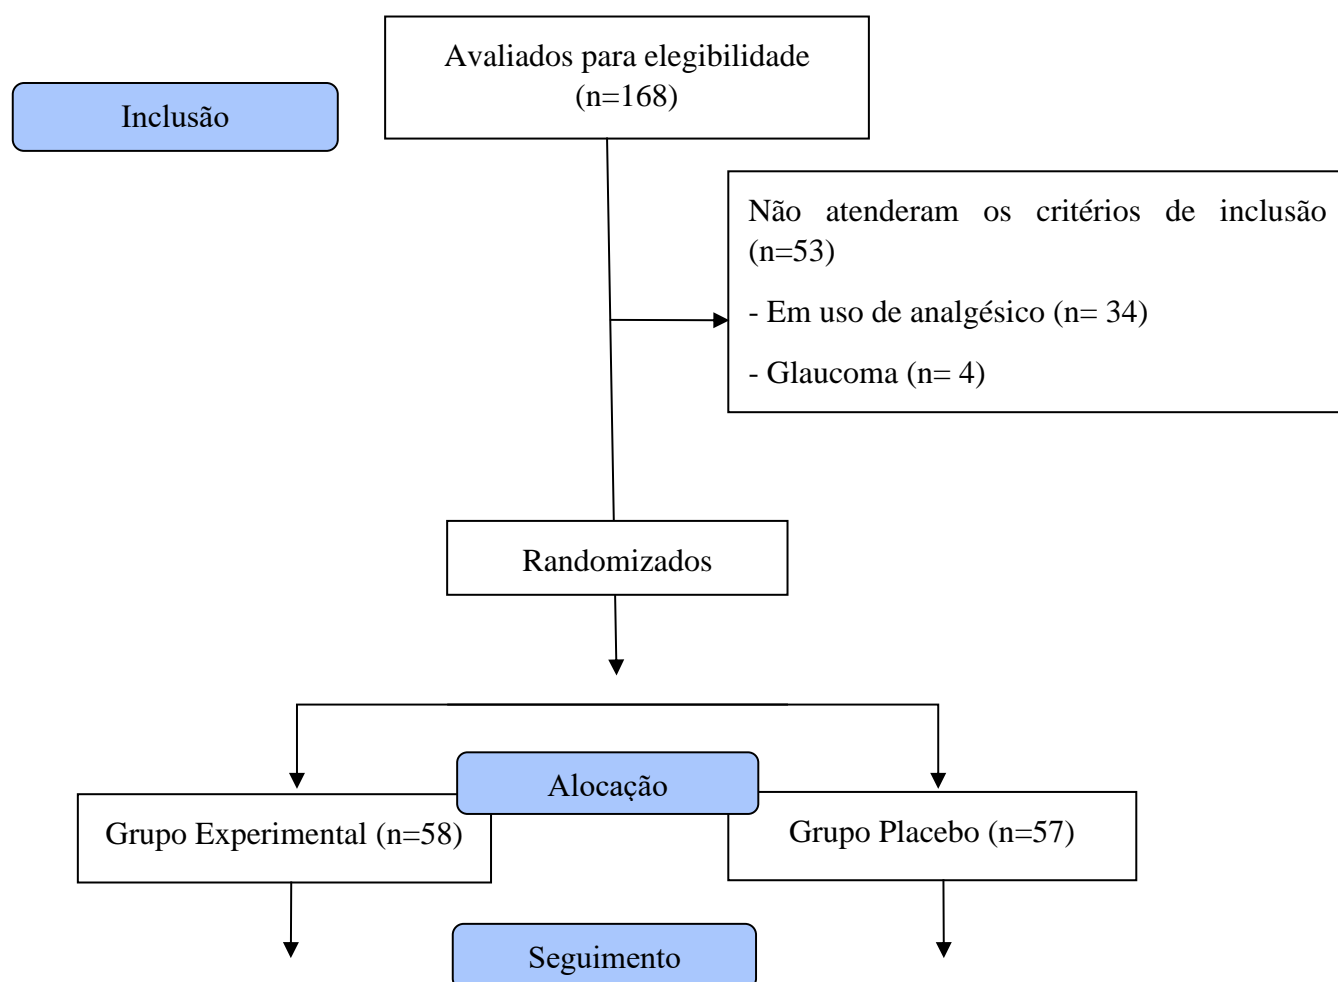 Avaliados para elegibilidade
(n=168)
Inclusão
Não atenderam os critérios de inclusão
(n=53)
- Em uso de analgésico (n= 34)
- Glaucoma (n= 4)
Randomizados
Alocação
Grupo Experimental (n=58)
Grupo Placebo (n=57)
Seguimento